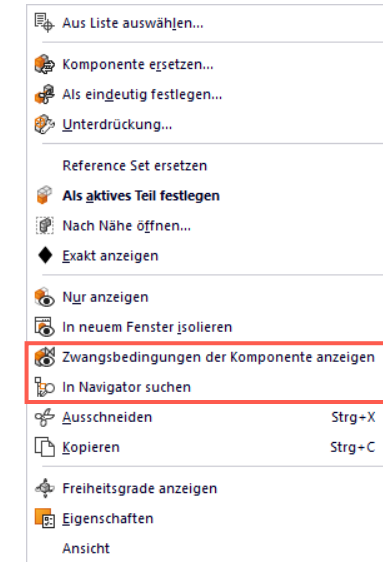 Aus Liste auswählen...
Komponente ersetzen...
Als eindeutig festlegen...
Unterdrückung...
Reference Set ersetzen
Als aktives Teil festlegen
Nach Nähe öffnen...
Exakt anzeigen
Nur anzeigen
In neuem Fenster isolieren
Zwangsbedingungen der Komponente anzeigen
In Navigator suchen
Ausschneiden Strg+X
Kopieren Strg+C
Freiheitsgrade anzeigen
Eigenschaften
Ansicht